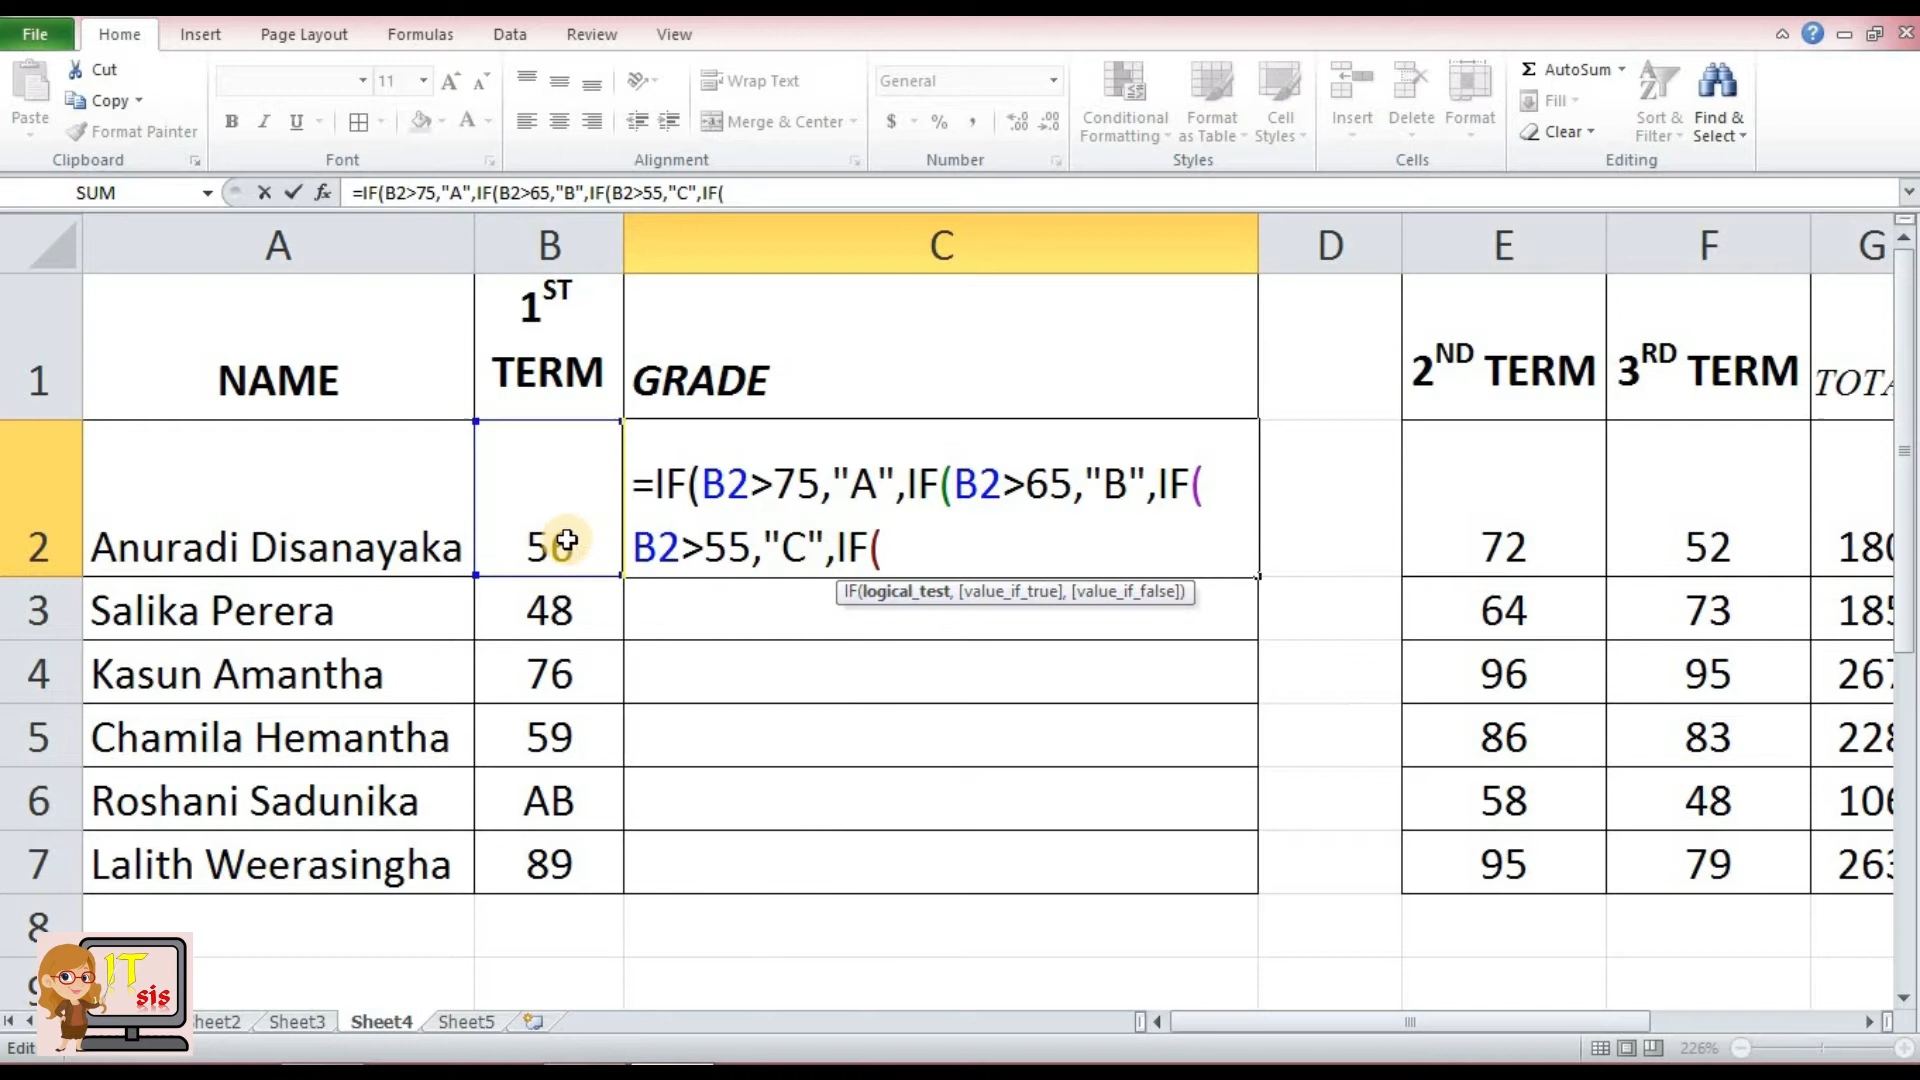 File Home Insert Page Layout Formulas Data Review View
Cut
Copy
Format Painter
Paste
Clipboard
11
B I U
Font
Wrap Text
Merge & Center
Alignment
General
$ % ,
Number
Conditional Formatting
Format as Table
Cell Styles
Styles
Insert Delete Format
Cells
Σ AutoSum
Fill
Clear
Sort & Filter
Find & Select
Editing
SUM fx =IF(B2>75,"A",IF(B2>65,"B",IF(B2>55,"C",IF(
A B C D E F G
1 NAME 1ST TERM GRADE 2ND TERM 3RD TERM
=IF(B2>75,"A",IF(B2>65,"B",IF(
2 Anuradi Disanayaka B2>55,"C",IF( 72 52
IF(logical_test, [value_if_true], [value_if_false])
3 Salika Perera 48 64 73
4 Kasun Amantha 76 96 95
5 Chamila Hemantha 59 86 83
6 Roshani Sadunika AB 58 48
7 Lalith Weerasingha 89 95 79
8
IT
sis
Sheet3 Sheet4 Sheet5
226%